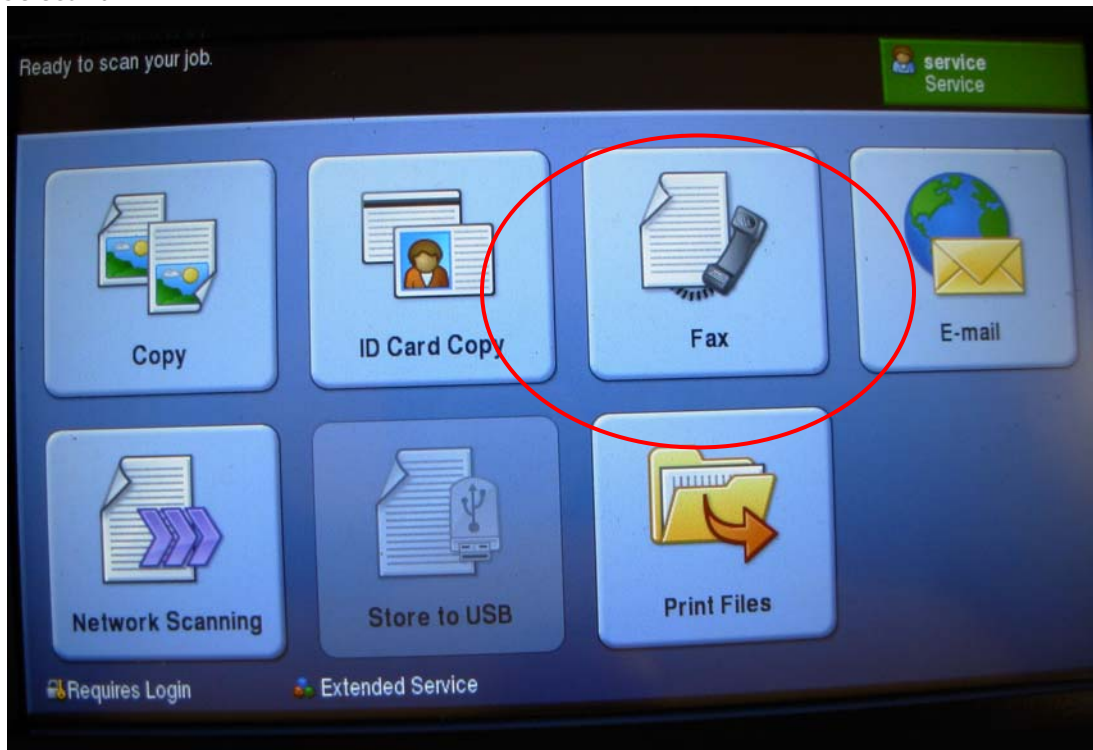 Ready to scan your job.
service
Service
Copy
ID Card Copy
Fax
E-mail
Network Scanning
Store to USB
Print Files
Requires Login
Extended Service